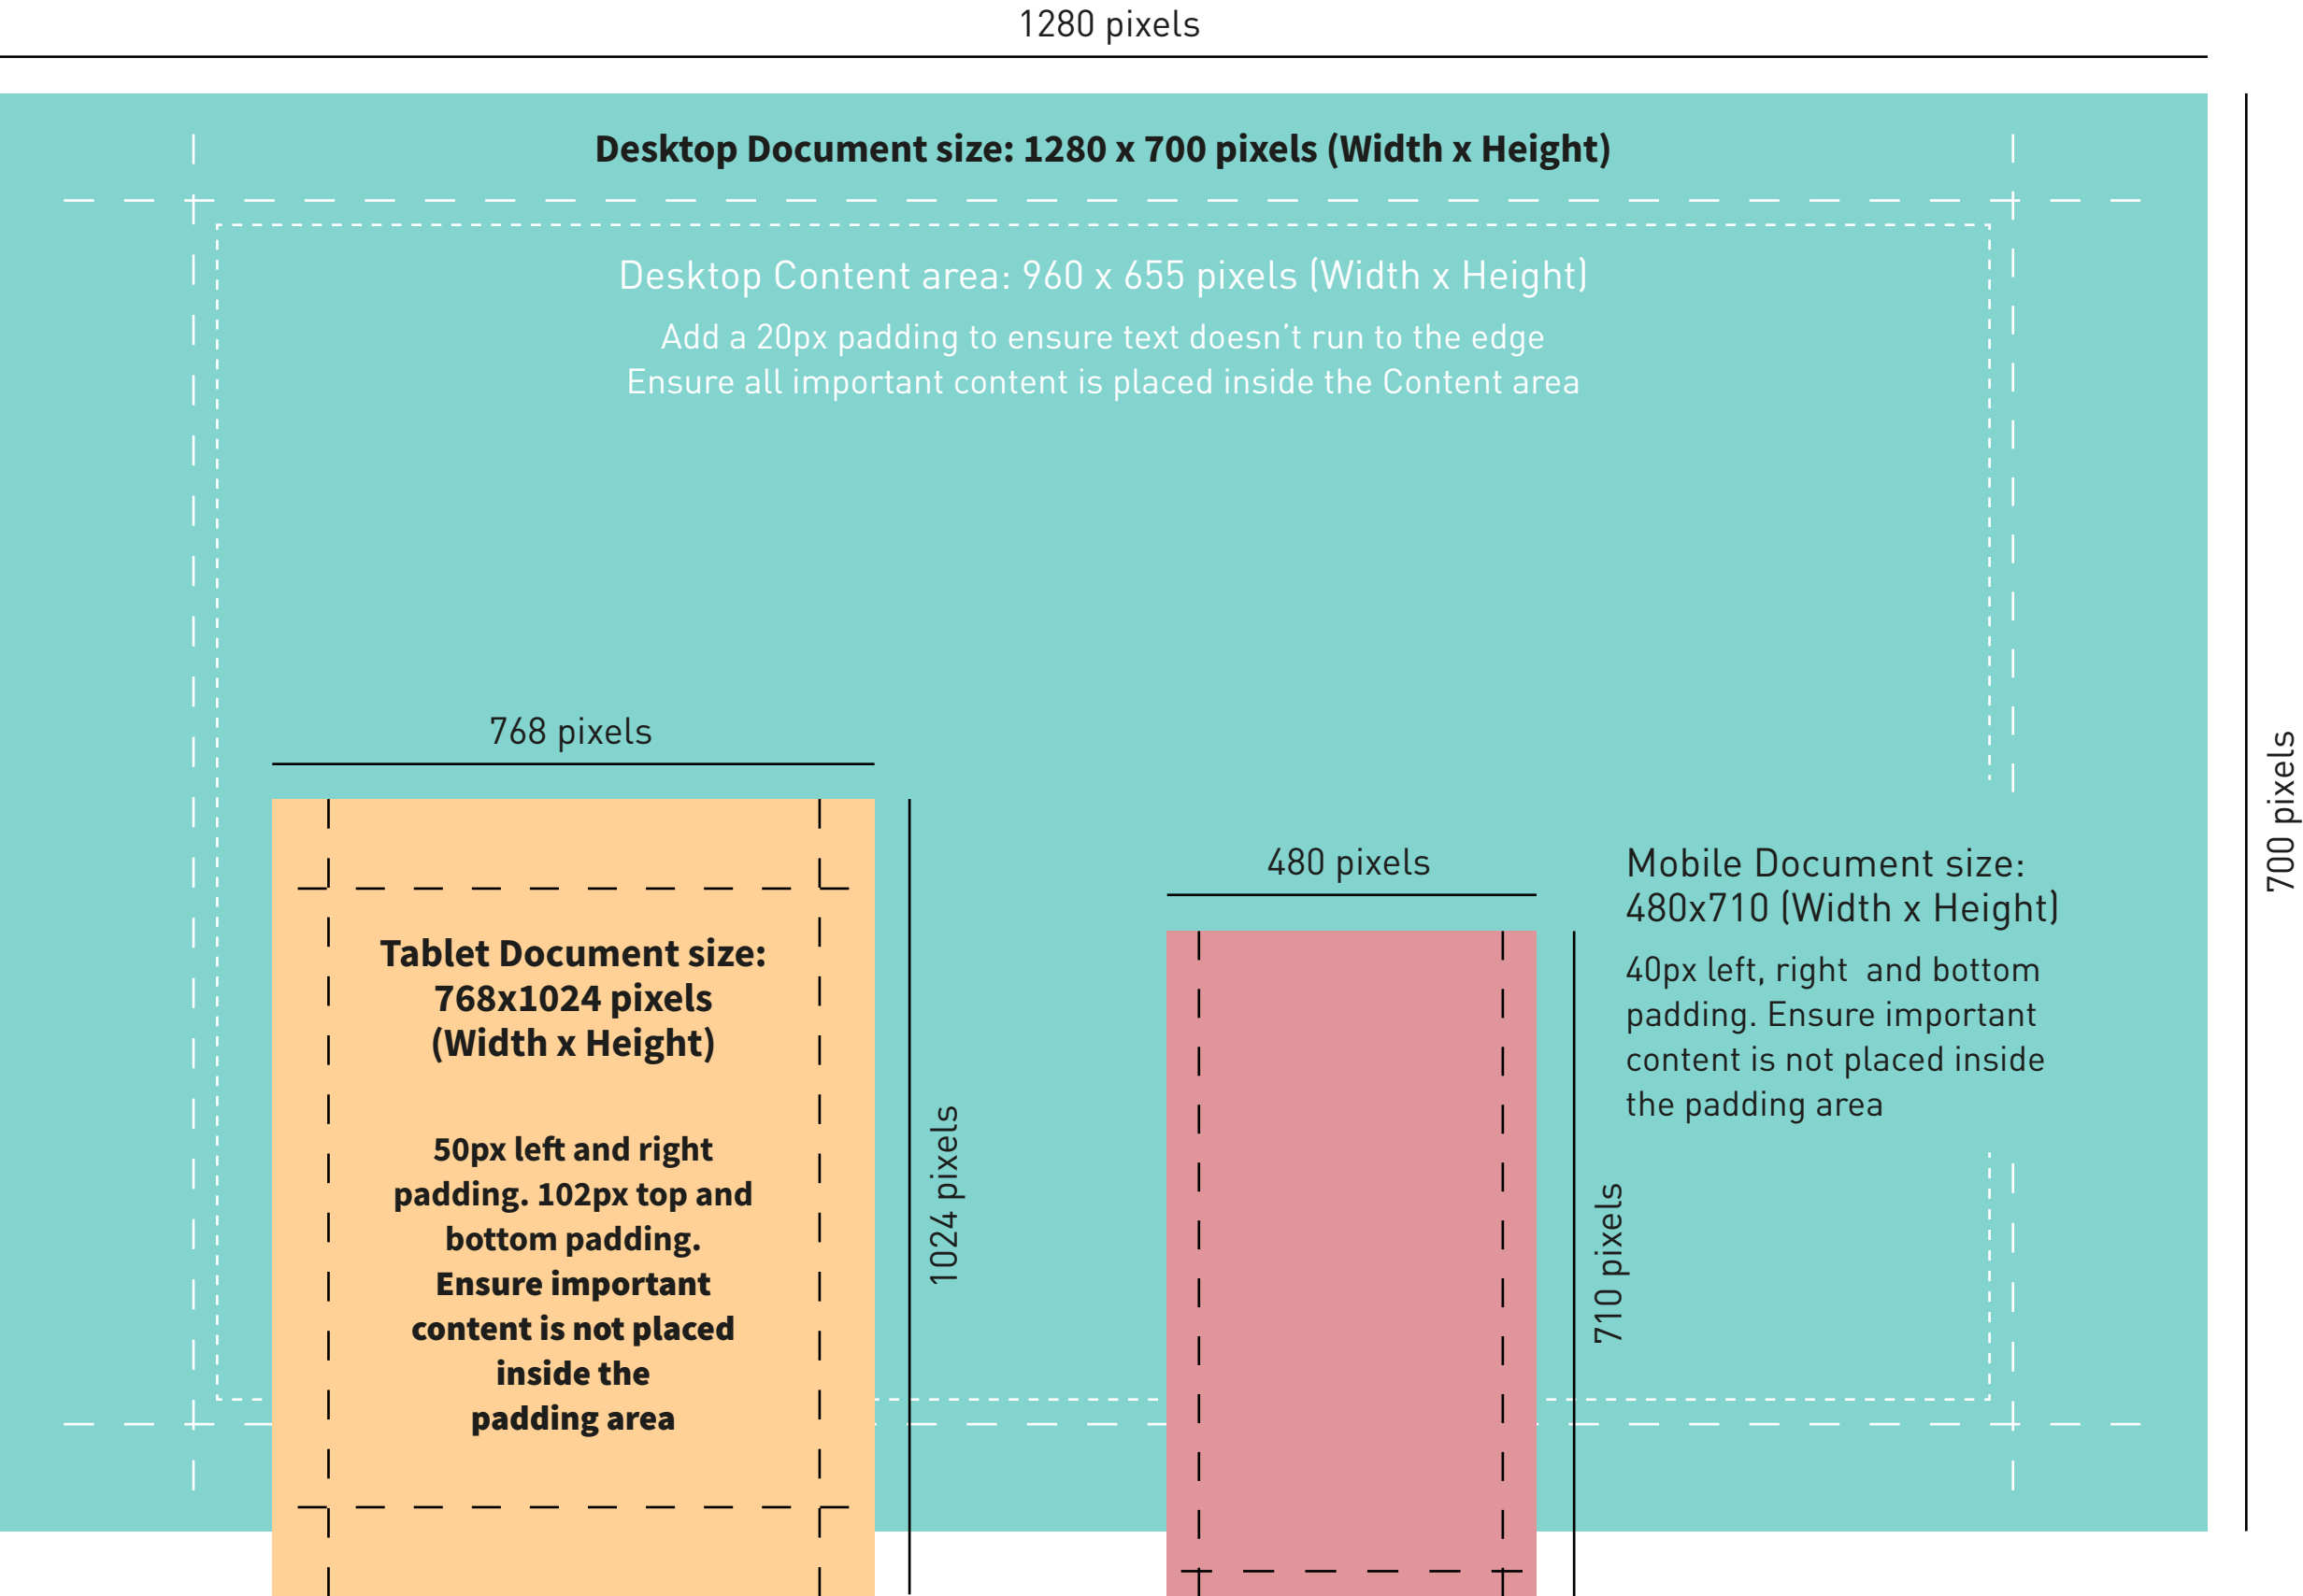 1280 pixels
Desktop Document size: 1280 x 700 pixels (Width x Height)
Desktop Content area: 960 x 655 pixels (Width x Height)
Add a 20px padding to ensure text doesn’t run to the edge
Ensure all important content is placed inside the Content area
700 pixels
768 pixels
Tablet Document size:
768x1024 pixels
(Width x Height)
50px left and right
padding. 102px top and
bottom padding.
Ensure important
content is not placed
inside the
padding area
1024 pixels
480 pixels
710 pixels
Mobile Document size:
480x710 (Width x Height)
40px left, right  and bottom
padding. Ensure important
content is not placed inside
the padding area